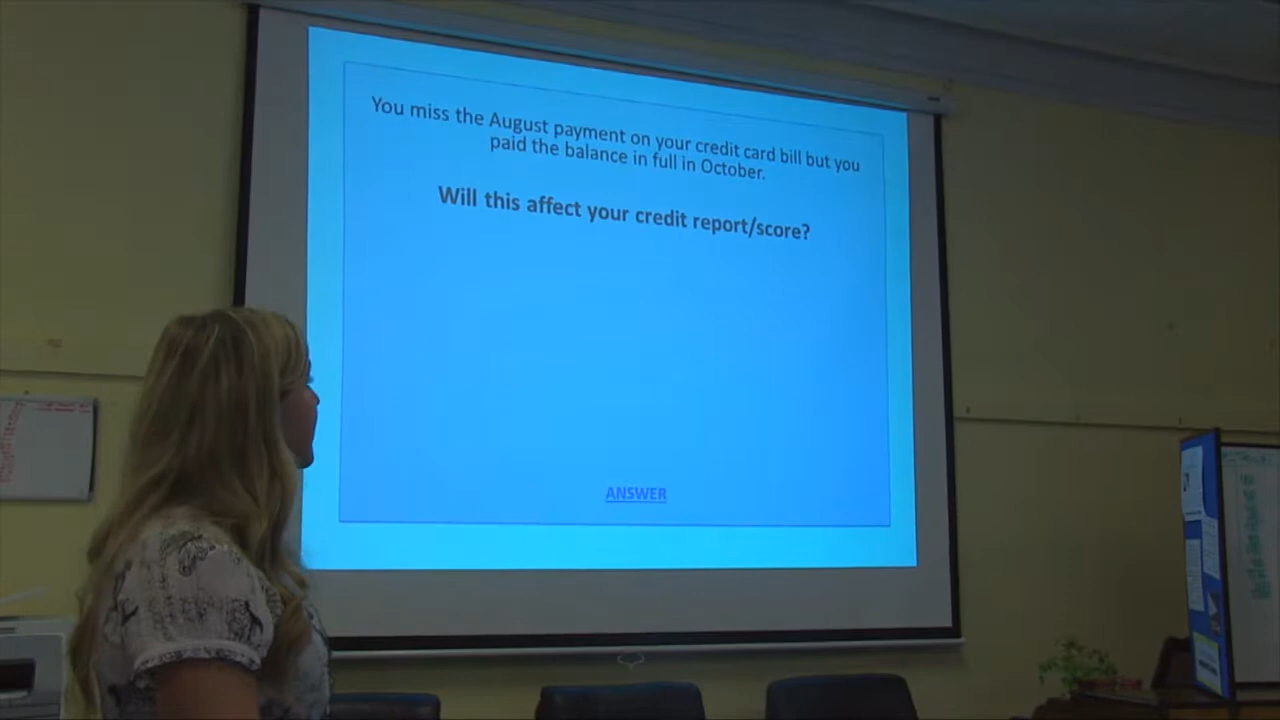 You miss the August payment on your credit card bill but you
paid the balance in full in October.
Will this affect your credit report/score?
ANSWER